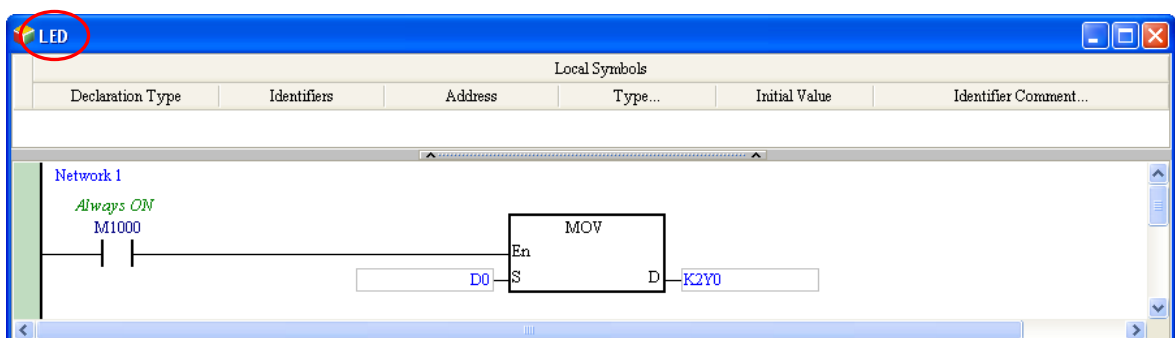 LED
Local Symbols
Declaration Type Identifiers Address Type... Initial Value Identifier Comment...
Network 1
Always ON
M1000
MOV
En
D0 S D K2Y0